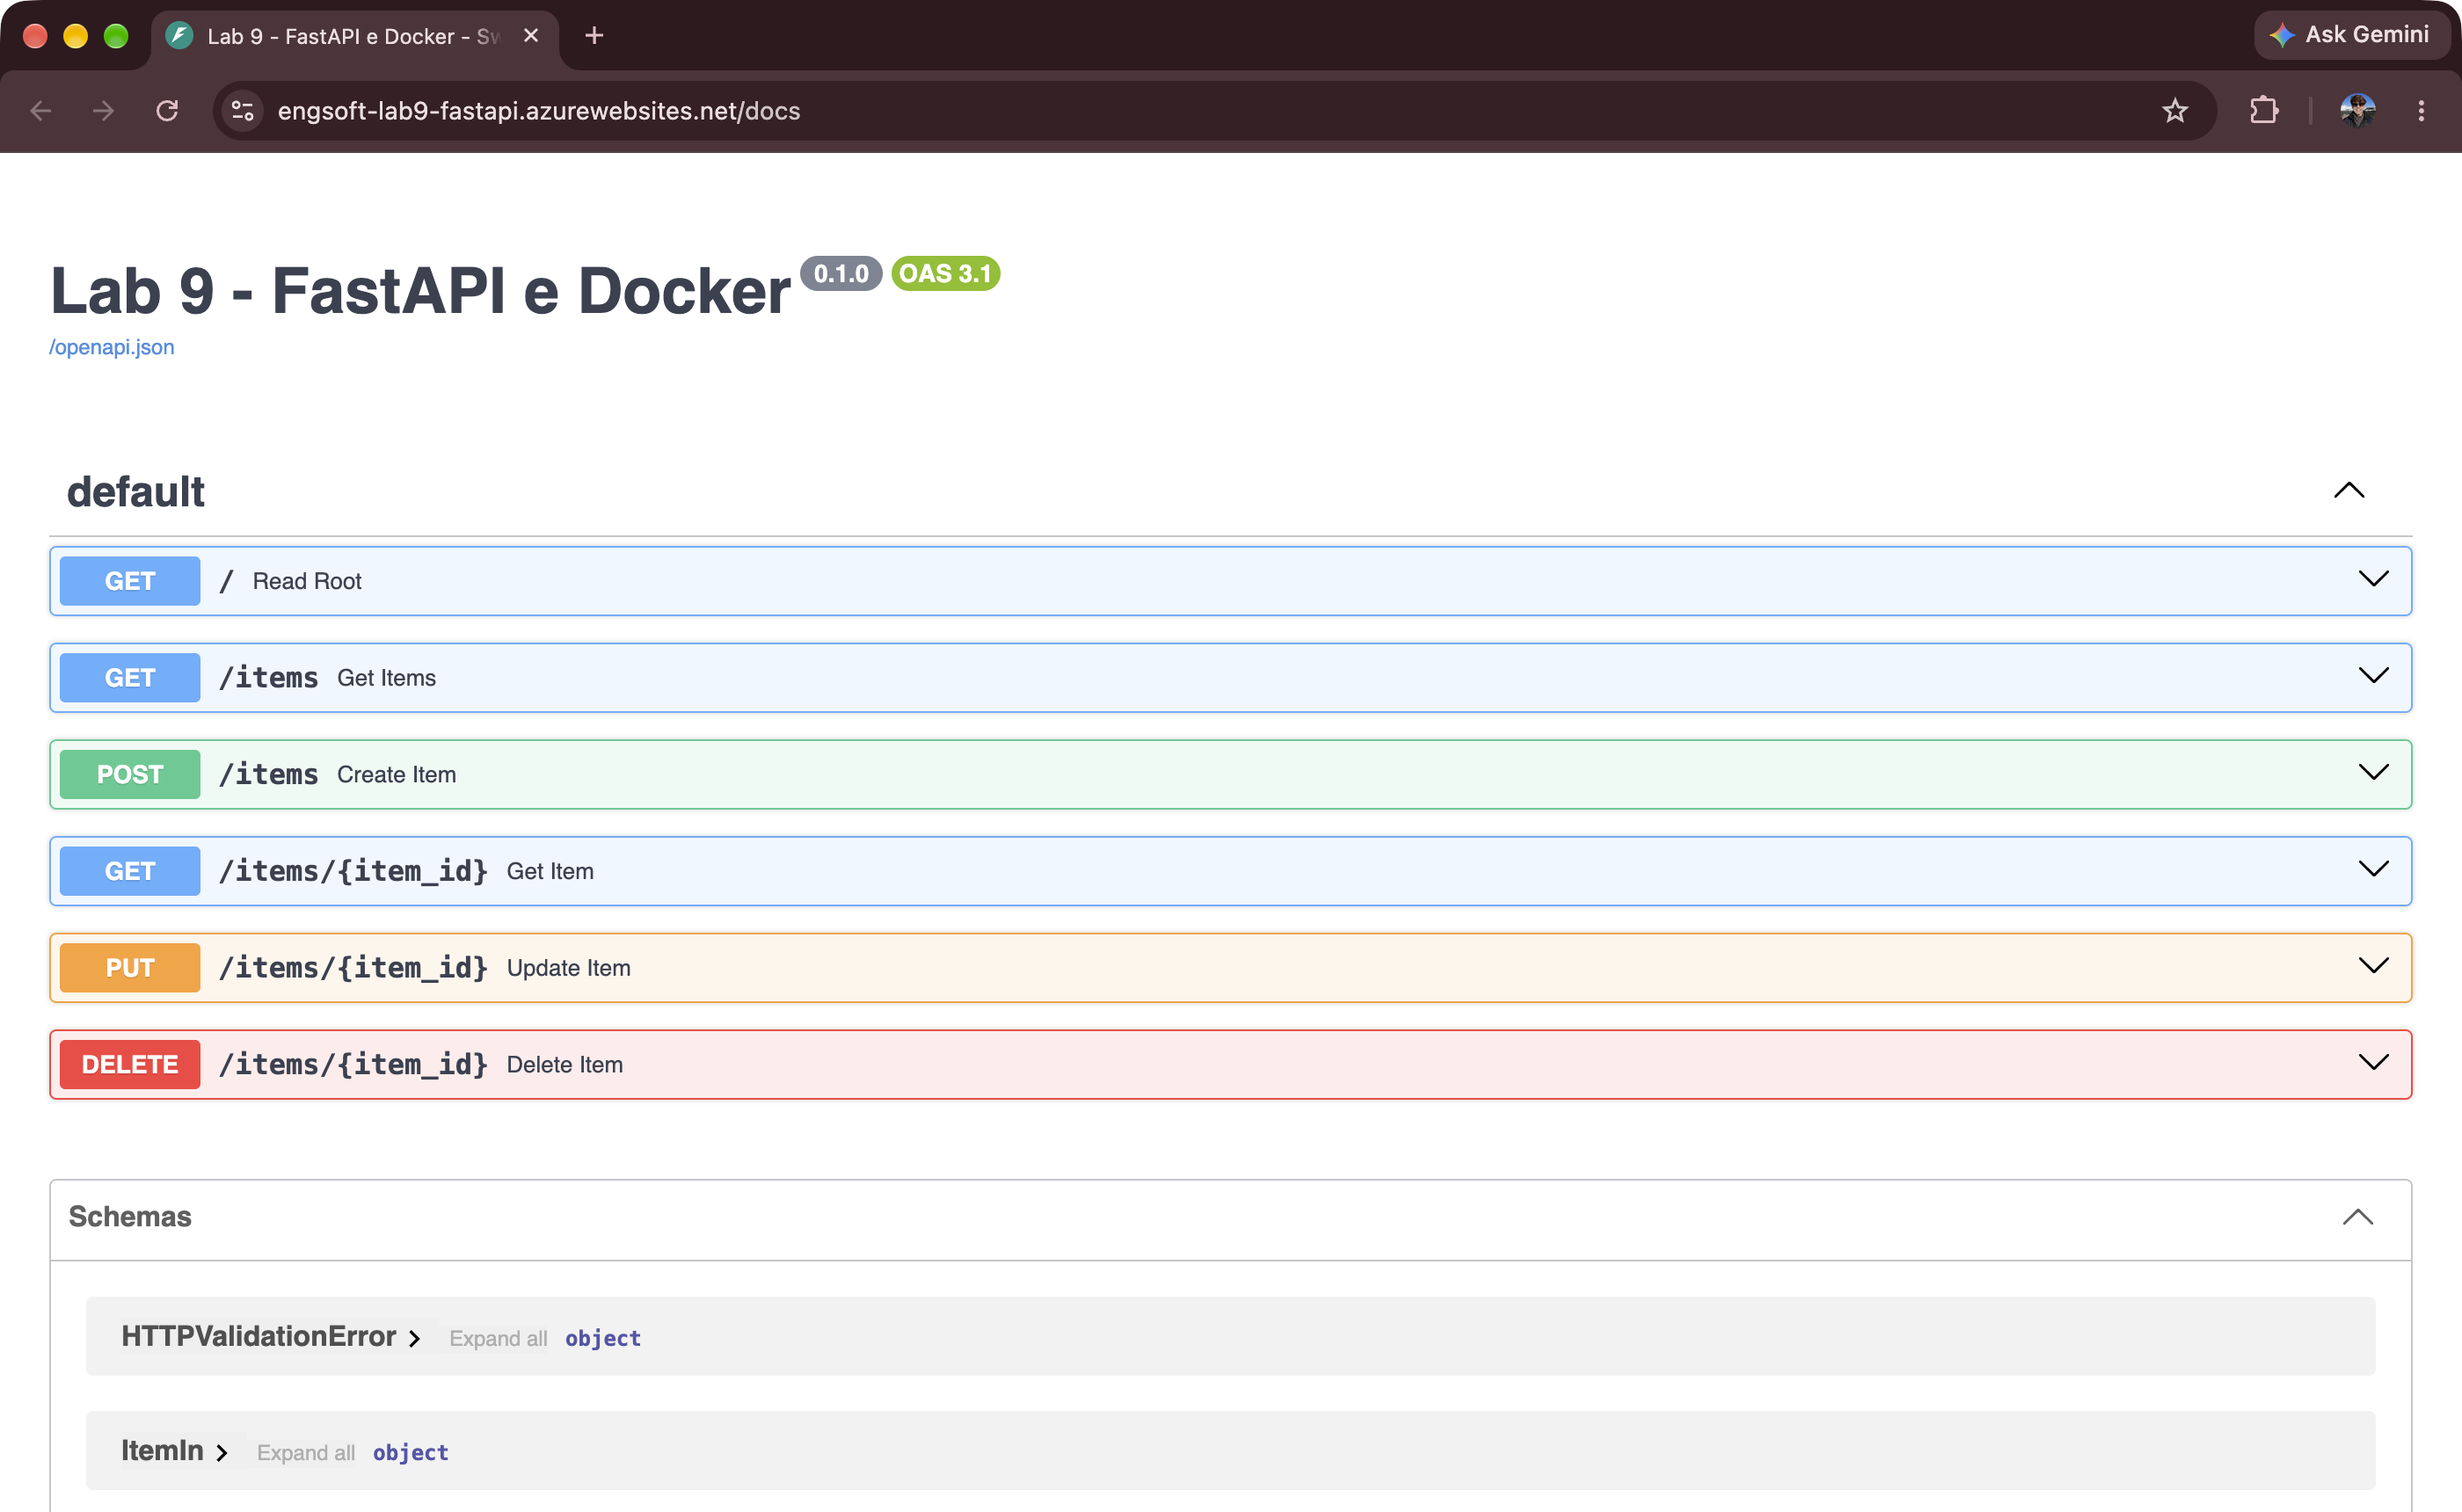 Lab 9 - FastAPI e Docker - Sw
Ask Gemini
engsoft-lab9-fastapi.azurewebsites.net/docs
Lab 9 - FastAPI e Docker 0.1.0 OAS 3.1
/openapi.json
default
GET / Read Root
GET /items Get Items
POST /items Create Item
GET /items/{item_id} Get Item
PUT /items/{item_id} Update Item
DELETE /items/{item_id} Delete Item
Schemas
HTTPValidationError Expand all object
ItemIn Expand all object